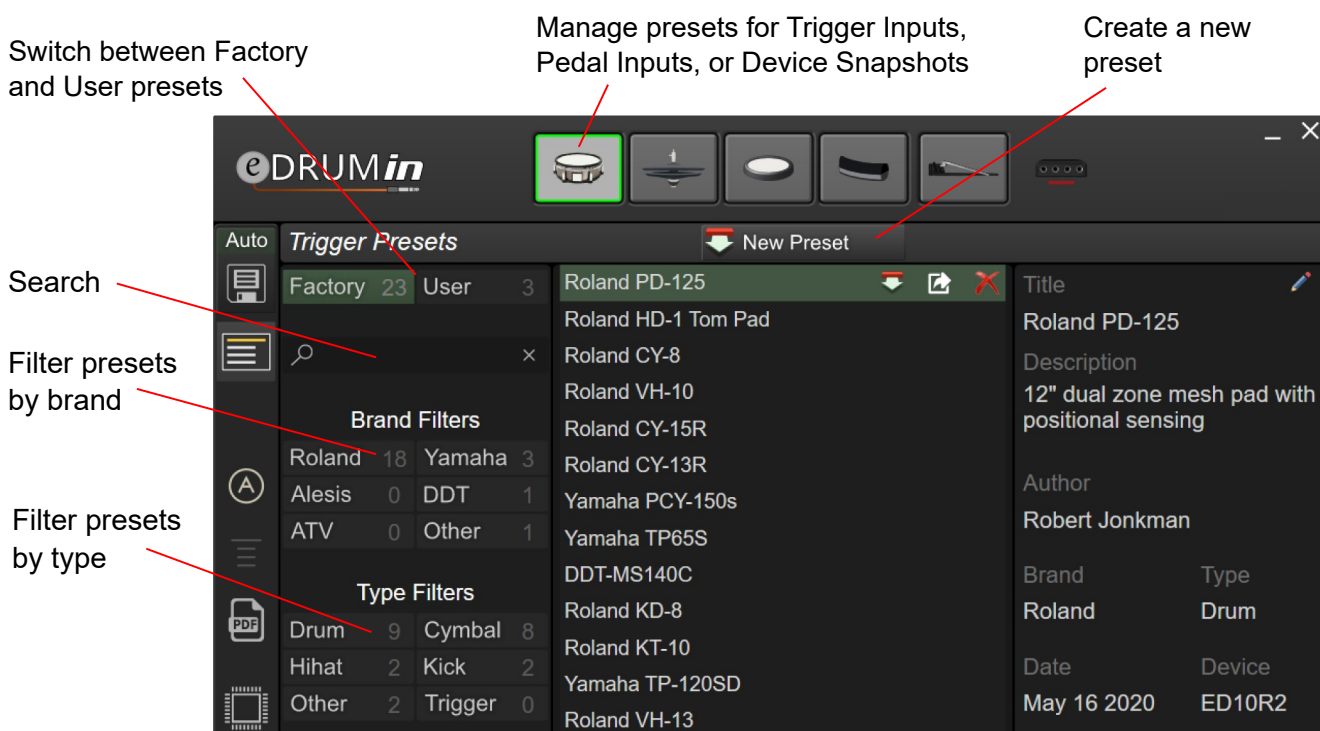 Manage presets for Trigger Inputs,
Pedal Inputs, or Device Snapshots
Create a new
preset
Switch between Factory
and User presets
eDRUMin
Auto
Trigger Presets
New Preset
Search
Factory 23 User 3
Filter presets
by brand
Brand Filters
Roland 18 Yamaha 3
Alesis 0 DDT 1
ATV 0 Other 1
Filter presets
by type
Type Filters
Drum 9 Cymbal 8
Hihat 2 Kick 2
Other 2 Trigger 0
A
PDF
Roland PD-125
Roland HD-1 Tom Pad
Roland CY-8
Roland VH-10
Roland CY-15R
Roland CY-13R
Yamaha PCY-150s
Yamaha TP65S
DDT-MS140C
Roland KD-8
Roland KT-10
Yamaha TP-120SD
Roland VH-13
Title
Roland PD-125
Description
12" dual zone mesh pad with
positional sensing
Author
Robert Jonkman
Brand Type
Roland Drum
Date Device
May 16 2020 ED10R2